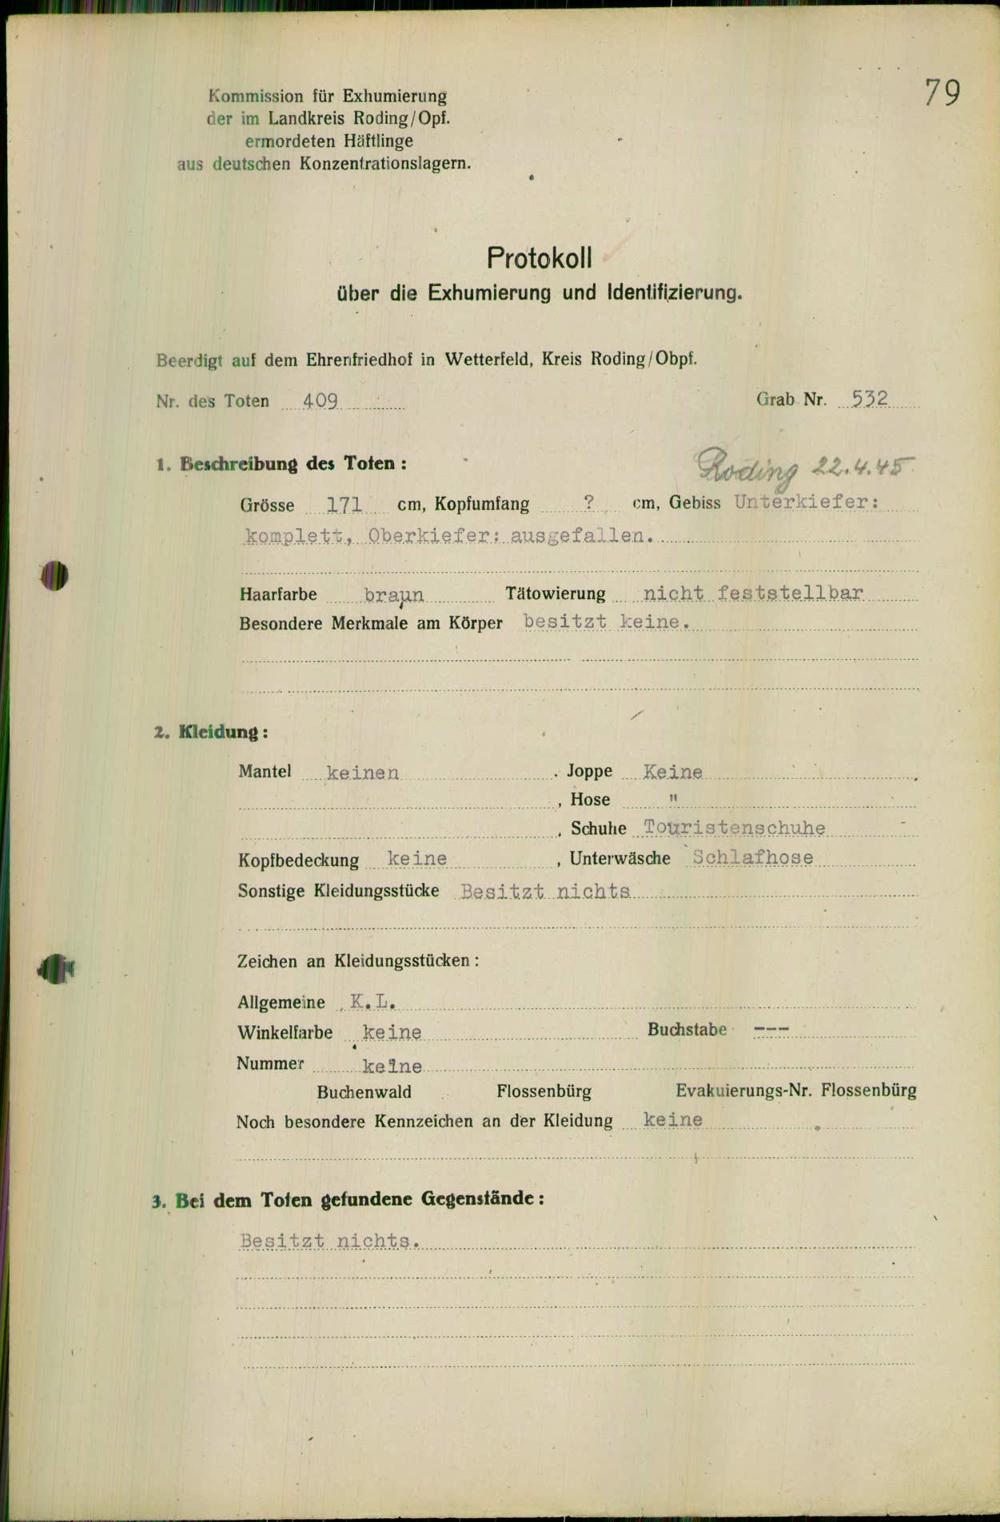 79
Kommission für Exhumierung
der im Landkreis Roding/Opf.
ermordeten Häftlinge
aus deutschen Konzentrationslagern.
Protokoll
über die Exhumierung und Identifizierung.
Beerdigt auf dem Ehrenfriedhof in Wetterfeld, Kreis Roding/Obpf.
Nr. des Toten 409 Grab Nr. 532
1. Beschreibung des Toten:
Roding 22.4.45
Grösse 171 cm, Kopfumfang ? cm, Gebiss Unterkiefer:
komplett, Oberkiefer: ausgefallen.
Haarfarbe braun Tätowierung nicht feststellbar
Besondere Merkmale am Körper besitzt keine.
2. Kleidung:
Mantel keinen . Joppe Keine
, Hose "
, Schuhe Touristenschuhe
Kopfbedeckung keine , Unterwäsche Schlafhose
Sonstige Kleidungsstücke Besitzt nichts
Zeichen an Kleidungsstücken:
Allgemeine K.L.
Winkelfarbe keine Buchstabe ---
Nummer keine
Buchenwald Flossenbürg Evakuierungs-Nr. Flossenbürg
Noch besondere Kennzeichen an der Kleidung keine
3. Bei dem Toten gefundene Gegenstände:
Besitzt nichts.